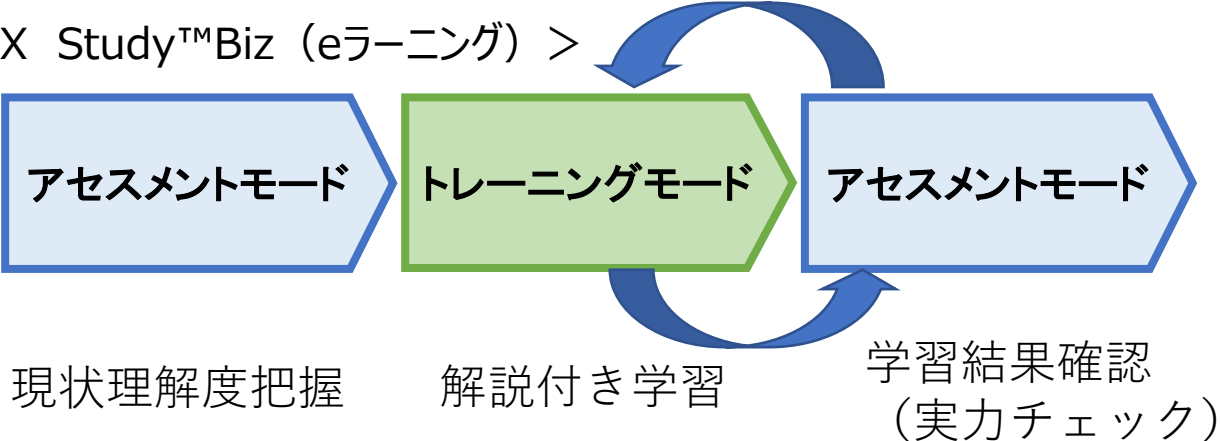 X Study™Biz（eラーニング）＞
アセスメントモード
トレーニングモード
アセスメントモード
現状理解度把握
解説付き学習
学習結果確認
（実力チェック）